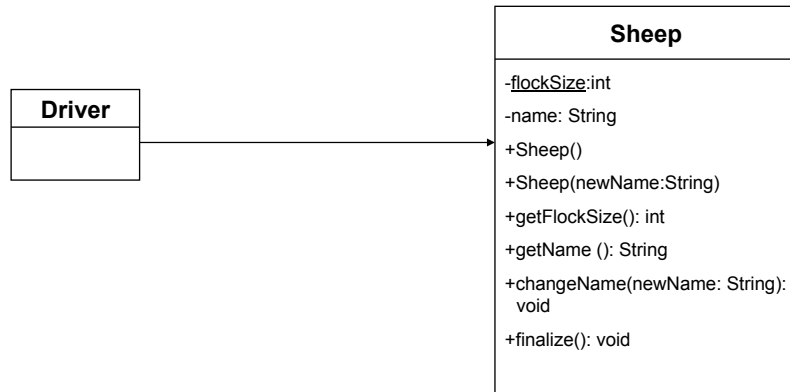 Sheep
Driver
-flockSize:int
-name: String
+Sheep()
+Sheep(newName:String)
+getFlockSize(): int
+getName (): String
+changeName(newName: String):
void
+finalize(): void